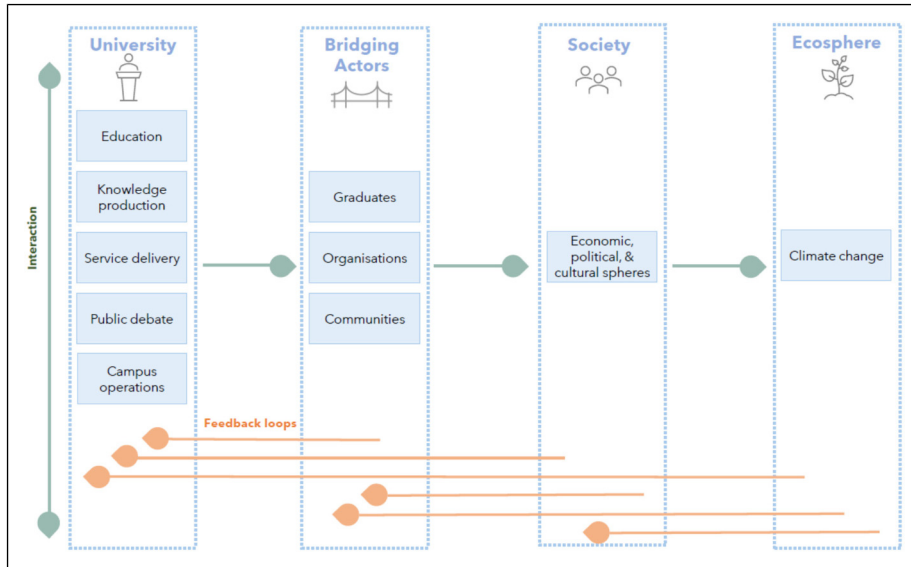 University
Bridging
Actors
Society
Ecosphere
Education
Knowledge
production
Graduates
Interaction
Service delivery
Organisations
Economic,
political, &
cultural spheres
Climate change
Public debate
Communities
Campus
operations
Feedback loops